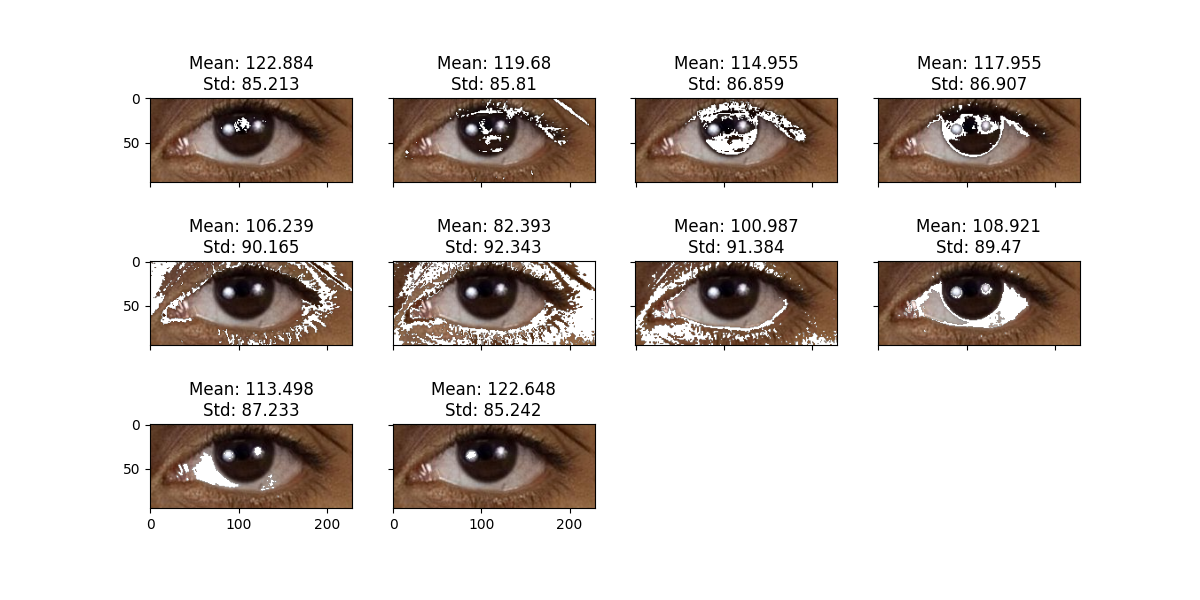 Mean: 122.884
Std: 85.213
Mean: 119.68
Std: 85.81
Mean: 114.955
Std: 86.859
Mean: 117.955
Std: 86.907
0
50
Mean: 106.239
Std: 90.165
Mean: 82.393
Std: 92.343
Mean: 100.987
Std: 91.384
Mean: 108.921
Std: 89.47
0
50
Mean: 113.498
Std: 87.233
Mean: 122.648
Std: 85.242
0
50
0 100 200
0 100 200